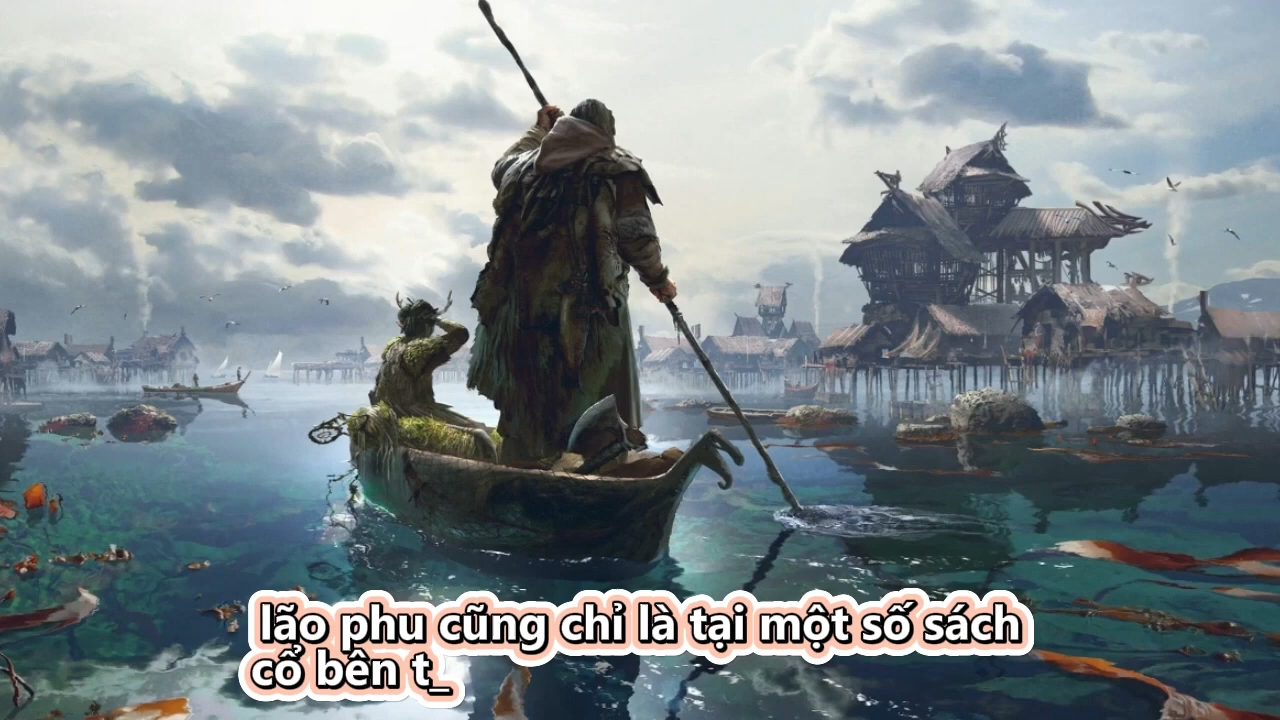 lão phu cũng chỉ là tại một số sách
cổ bên t_